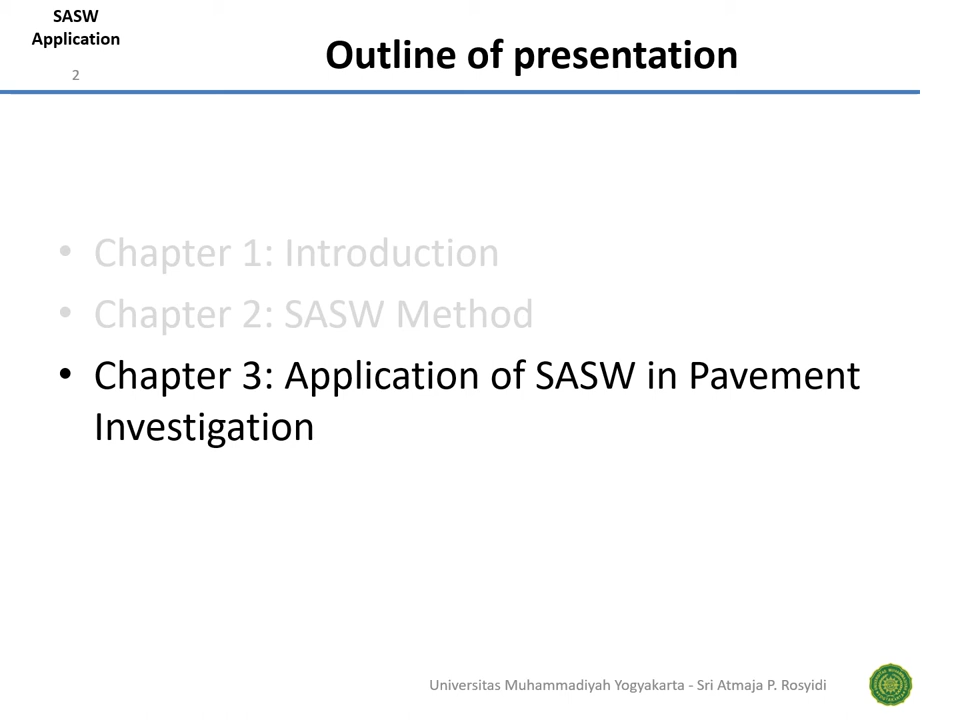 SASW
Application
2
Outline of presentation
• Chapter 1: Introduction
• Chapter 2: SASW Method
• Chapter 3: Application of SASW in Pavement
Investigation
Universitas Muhammadiyah Yogyakarta - Sri Atmaja P. Rosyidi